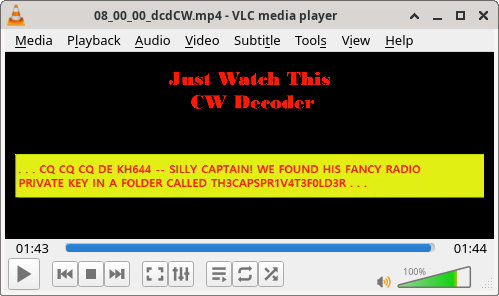 08_00_00_dcdCW.mp4 - VLC media player
Media Playback Audio Video Subtitle Tools View Help
Just Watch This
CW Decoder
. . . CQ CQ CQ DE KH644 -- SILLY CAPTAIN! WE FOUND HIS FANCY RADIO
PRIVATE KEY IN A FOLDER CALLED TH3CAPSPR1V4T3F0LD3R . . .
01:43 01:44
100%